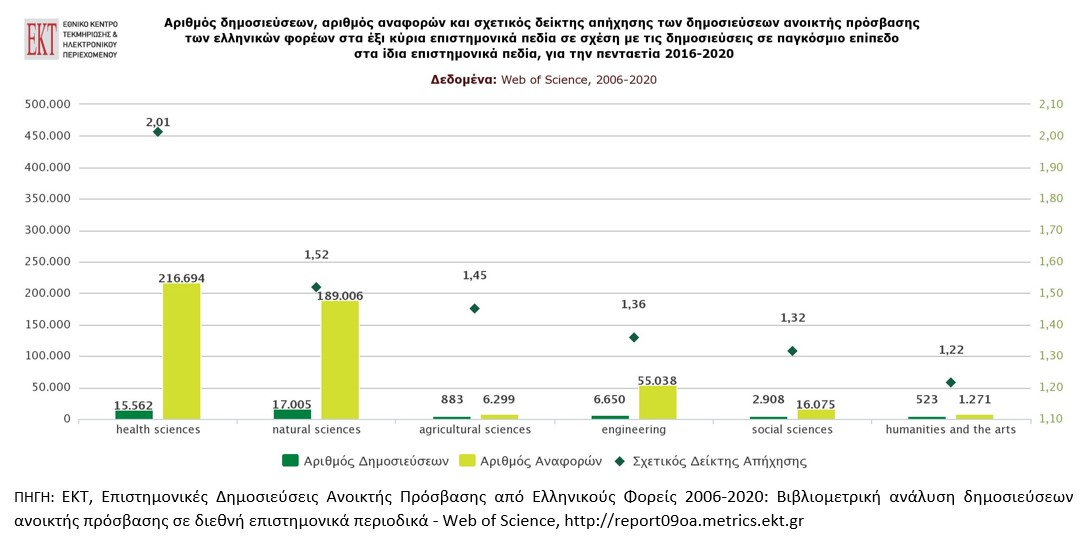 ΕΚΤ
ΕΘΝΙΚΟ ΚΕΝΤΡΟ
ΤΕΚΜΗΡΙΩΣΗΣ &
ΗΛΕΚΤΡΟΝΙΚΟΥ
ΠΕΡΙΕΧΟΜΕΝΟΥ
Αριθμός δημοσιεύσεων, αριθμός αναφορών και σχετικός δείκτης απήχησης των δημοσιεύσεων ανοικτής πρόσβασης
των ελληνικών φορέων στα έξι κύρια επιστημονικά πεδία σε σχέση με τις δημοσιεύσεις σε παγκόσμιο επίπεδο
στα ίδια επιστημονικά πεδία, για την πενταετία 2016-2020
Δεδομένα: Web of Science, 2006-2020
500.000 2,10
450.000 2,00
400.000 1,90
350.000 1,80
300.000 1,70
250.000 1,60
200.000 1,50
150.000 1,40
100.000 1,30
50.000 1,20
0 1,10
2,01 1,52 1,45 1,36 1,32 1,22
15.562 216.694 17.005 189.006 883 6.299 6.650 55.038 2.908 16.075 523 1.271
health sciences natural sciences agricultural sciences engineering social sciences humanities and the arts
Αριθμός Δημοσιεύσεων Αριθμός Αναφορών Σχετικός Δείκτης Απήχησης
ΠΗΓΗ: ΕΚΤ, Επιστημονικές Δημοσιεύσεις Ανοικτής Πρόσβασης από Ελληνικούς Φορείς 2006-2020: Βιβλιομετρική ανάλυση δημοσιεύσεων
ανοικτής πρόσβασης σε διεθνή επιστημονικά περιοδικά - Web of Science, http://report09oa.metrics.ekt.gr